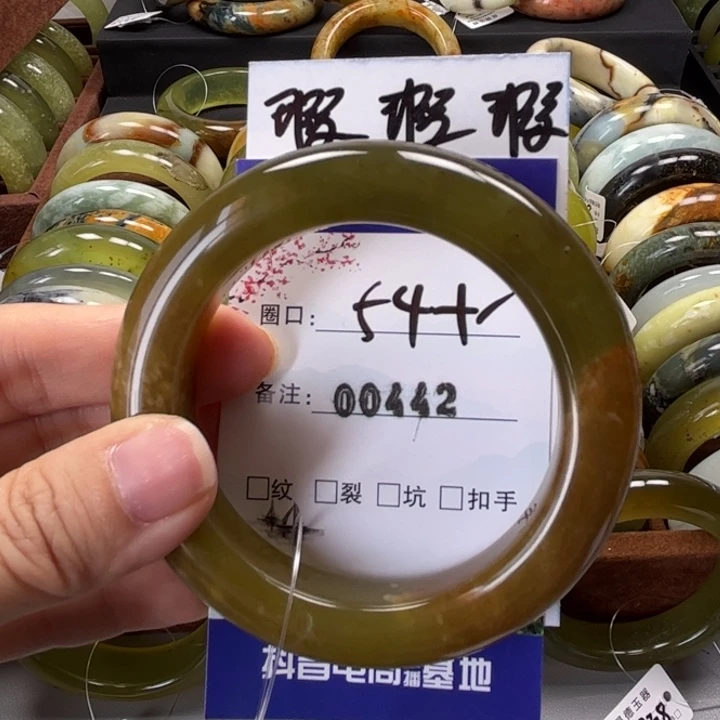 瑕 瑕 瑕
圈口: 54+
备注: 00442
□纹 □裂 □坑 □扣手
抖音电商播基地